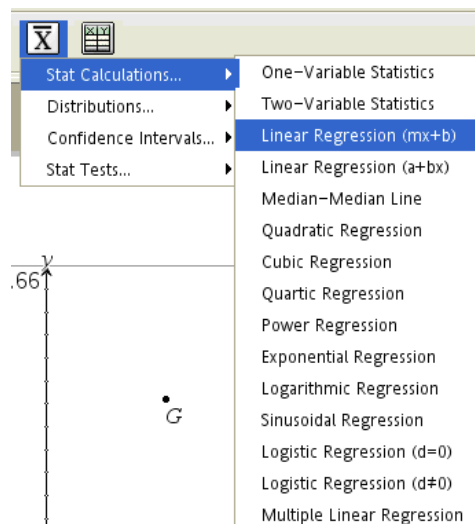 X
X Y
Stat Calculations...
Distributions...
Confidence Intervals...
Stat Tests...
One-Variable Statistics
Two-Variable Statistics
Linear Regression (mx+b)
Linear Regression (a+bx)
Median-Median Line
Quadratic Regression
Cubic Regression
Quartic Regression
Power Regression
Exponential Regression
Logarithmic Regression
Sinusoidal Regression
Logistic Regression (d=0)
Logistic Regression (d≠0)
Multiple Linear Regression
y
.66
G